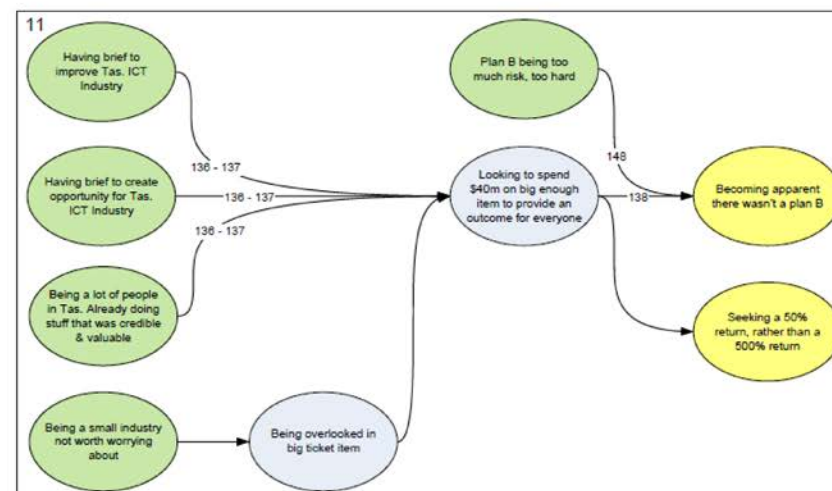 11
Having brief to
improve Tas. ICT
Industry
Plan B being too
much risk, too hard
136 - 137
148
Having brief to create
opportunity for Tas.
ICT Industry
136 - 137
Looking to spend
$40m on big enough
item to provide an
outcome for everyone
138
Becoming apparent
there wasn't a plan B
136 - 137
Being a lot of people
in Tas. Already doing
stuff that was credible
& valuable
Seeking a 50%
return, rather than a
500% return
Being a small industry
not worth worrying
about
Being overlooked in
big ticket item